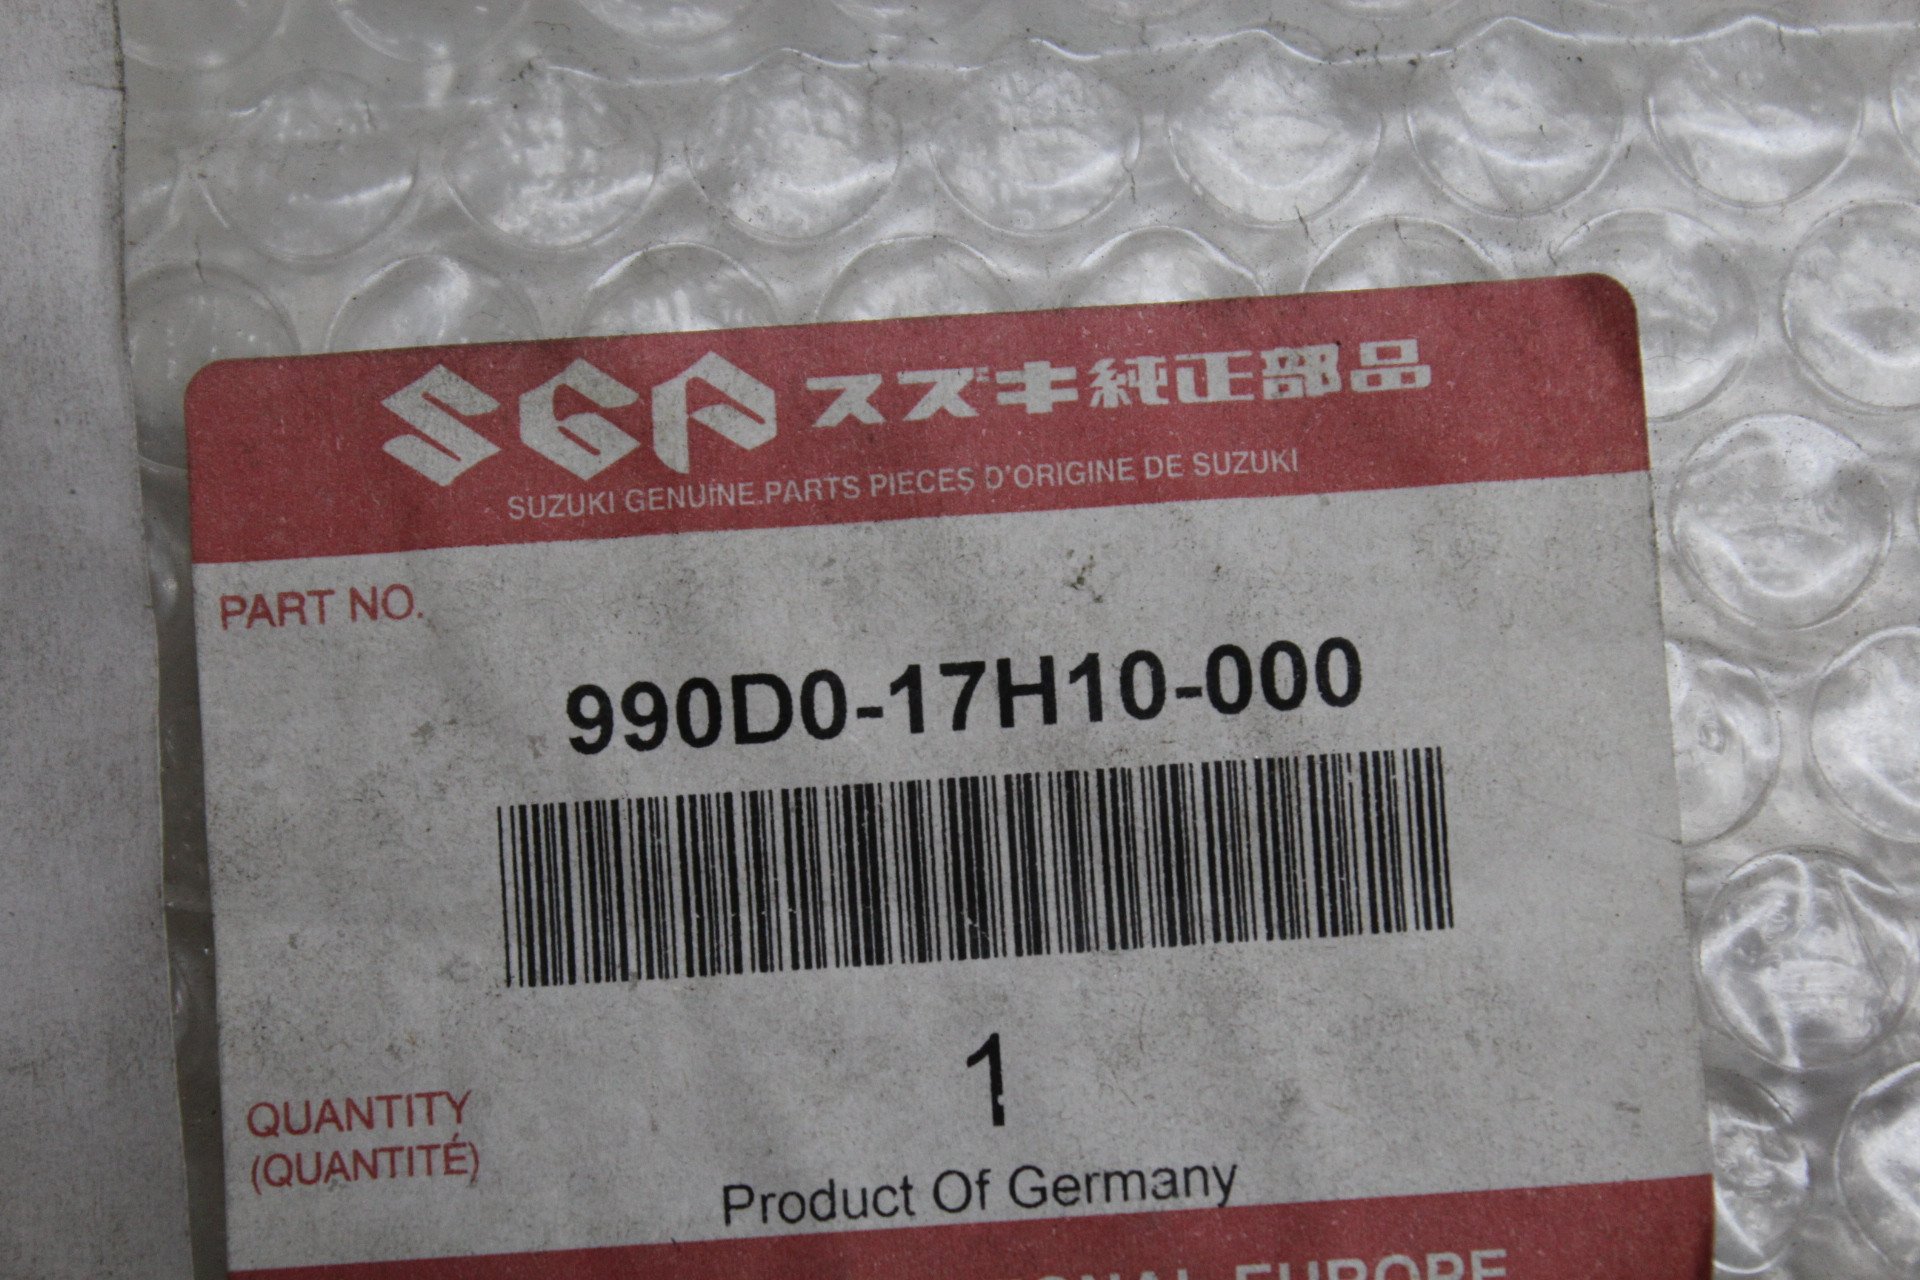 SGP スズキ純正部品
SUZUKI GENUINE PARTS PIECES D'ORIGINE DE SUZUKI
PART NO.
990D0-17H10-000
1
QUANTITY
(QUANTITÉ)
Product Of Germany
EUROPE